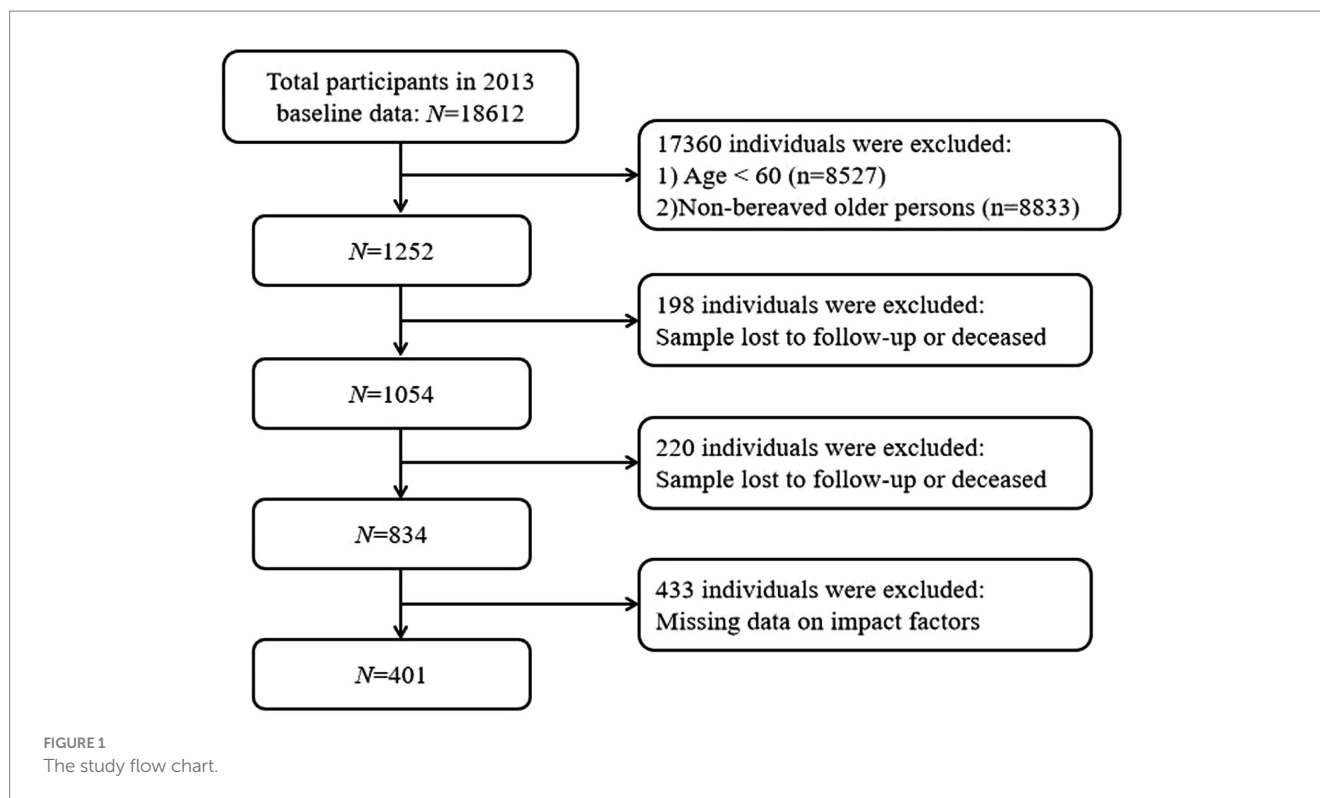 Total participants in 2013
baseline data: N=18612
17360 individuals were excluded:
1) Age < 60 (n=8527)
2)Non-bereaved older persons (n=8833)
N=1252
198 individuals were excluded:
Sample lost to follow-up or deceased
N=1054
220 individuals were excluded:
Sample lost to follow-up or deceased
N=834
433 individuals were excluded:
Missing data on impact factors
N=401
FIGURE 1
The study flow chart.